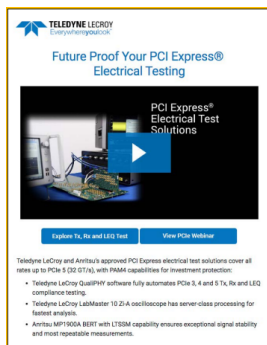 TELEDYNE LECROY
Everywhereyoulook™
Future Proof Your PCI Express®
Electrical Testing
PCI Express®
Electrical Test
Solutions
Explore Tx, Rx and LEQ Test
View PCIe Webinar
Teledyne LeCroy and Anritsu's approved PCI Express electrical test solutions cover all
rates up to PCIe 5 (32 GT/s), with PAM4 capabilities for investment protection:
• Teledyne LeCroy QualiPHY software fully automates PCIe 3, 4 and 5 Tx, Rx and LEQ
compliance testing.
• Teledyne LeCroy LabMaster 10 Zi-A oscilloscope has server-class processing for
fastest analysis.
• Anritsu MP1900A BERT with LTSSM capability ensures exceptional signal stability
and most repeatable measurements.